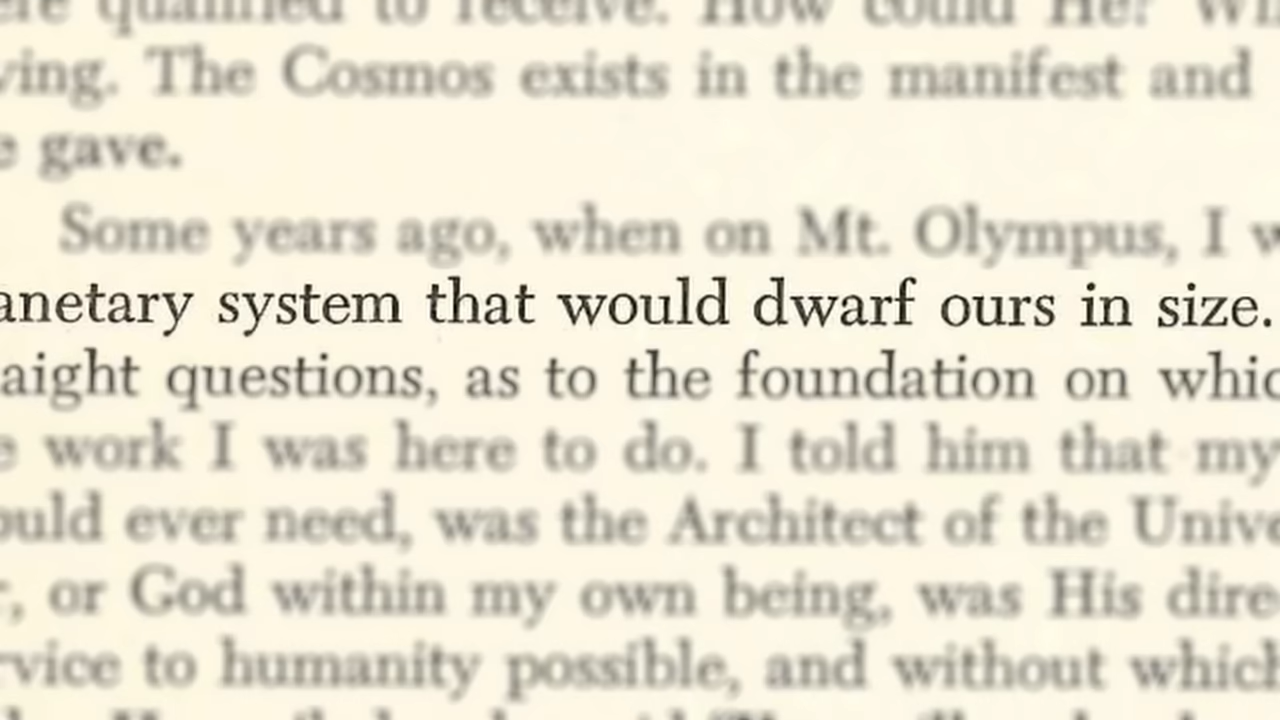 qualified to receive. How could He?
ving. The Cosmos exists in the manifest and
e gave.
Some years ago, when on Mt. Olympus, I w
anetary system that would dwarf ours in size.
aight questions, as to the foundation on whic
e work I was here to do. I told him that my
ould ever need, was the Architect of the Unive
r, or God within my own being, was His dire
rvice to humanity possible, and without which